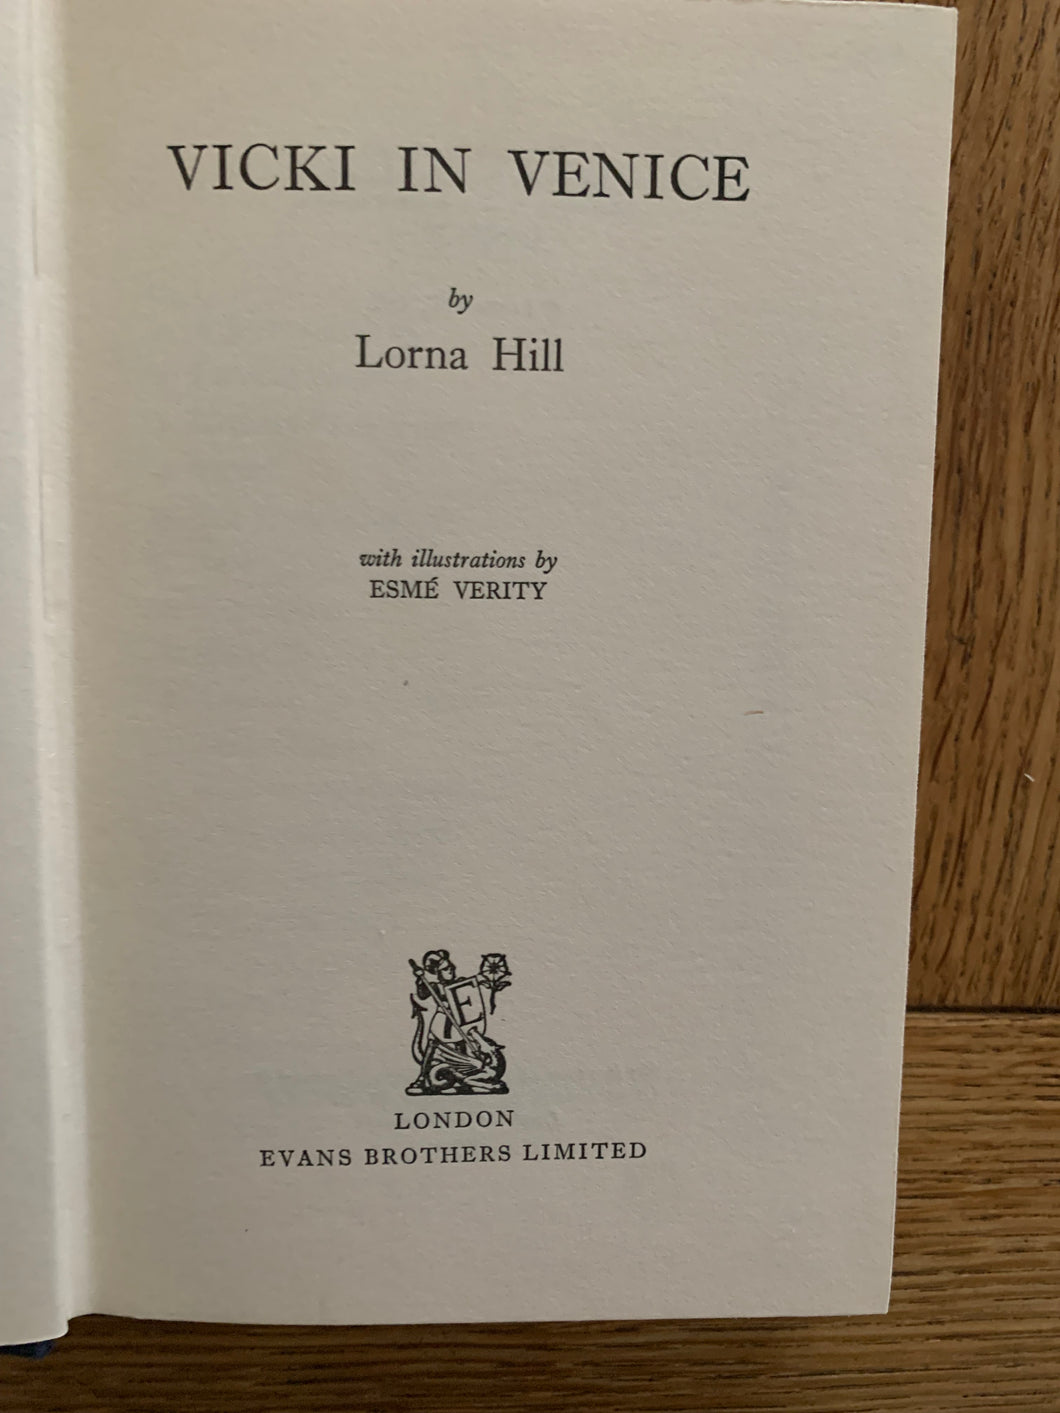 VICKI IN VENICE
by
Lorna Hill
with illustrations by
ESMÉ VERITY
E
LONDON
EVANS BROTHERS LIMITED